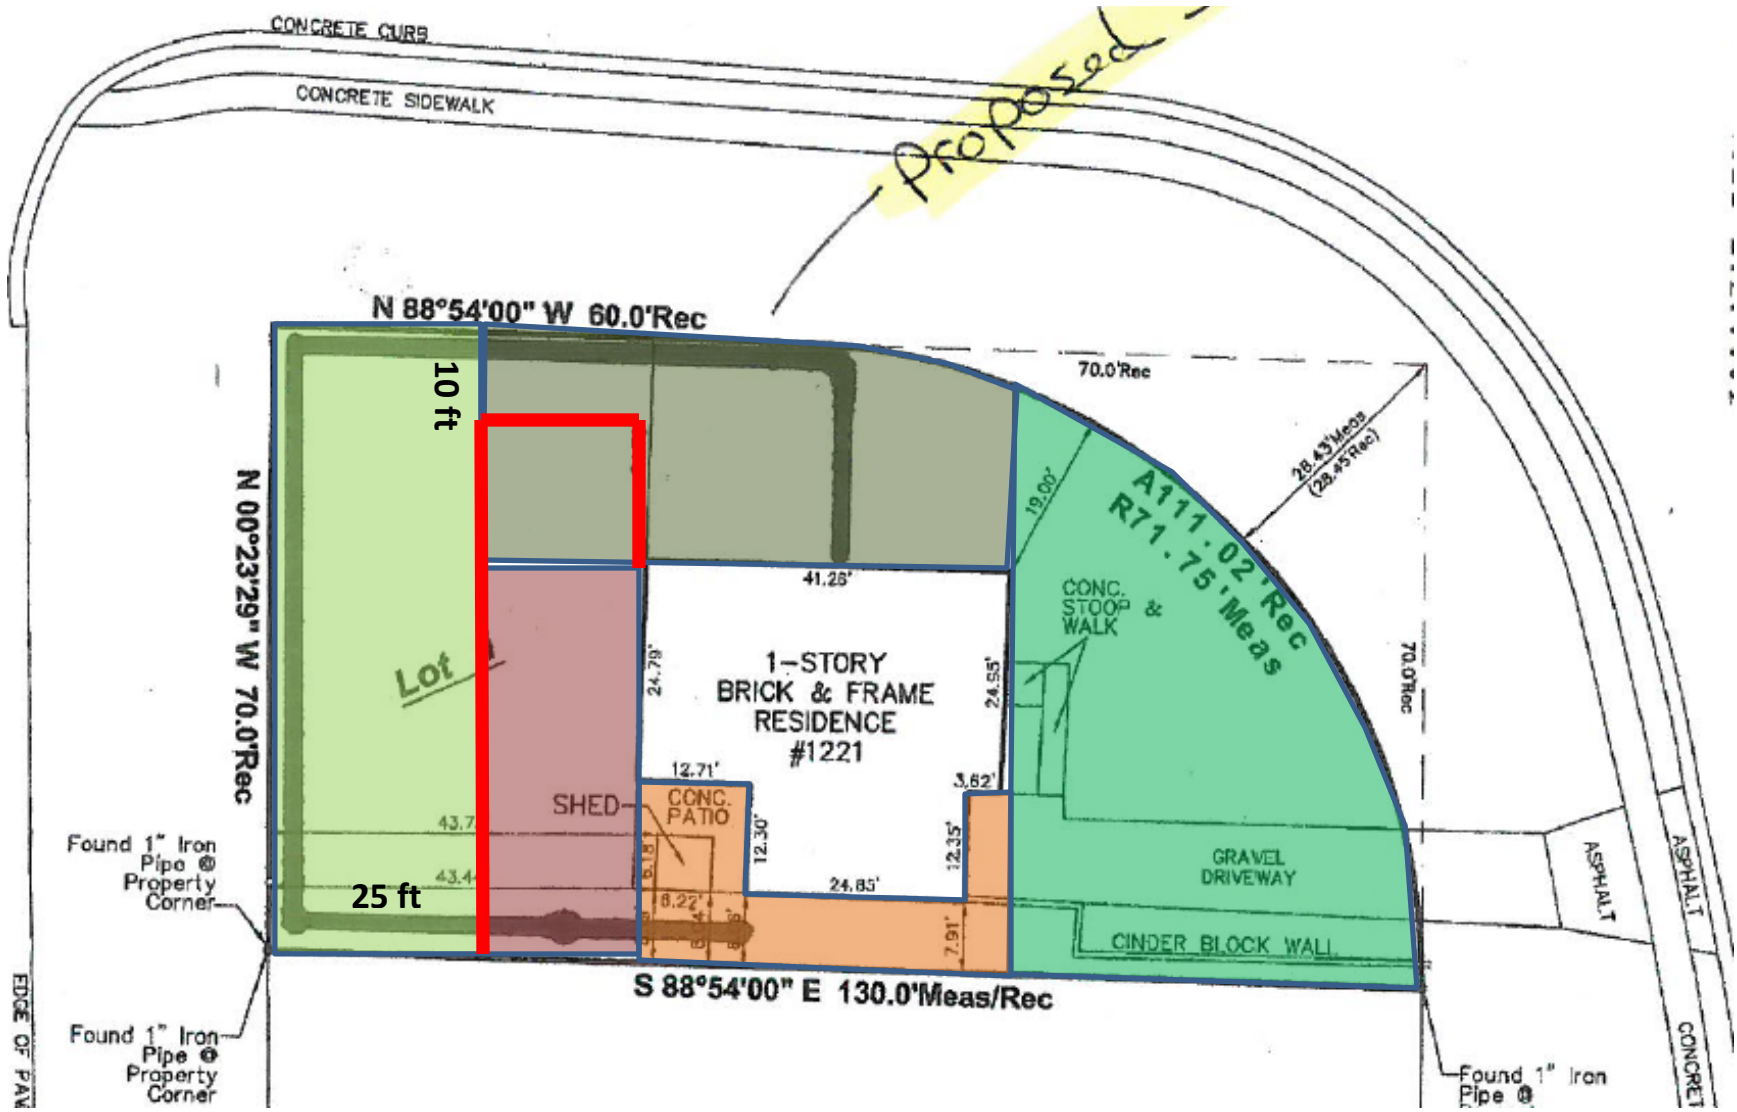 CONCRETE CURB
CONCRETE SIDEWALK
Proposed
N 88°54'00" W 60.0'Rec
70.0'Rec
10 ft
28.43'Meas
(28.45'Rec)
19.00'
A111.02'Rec
R71.75'Meas
N 00°23'29" W 70.0'Rec
41.26'
CONC.
STOOP &
WALK
Lot
24.79'
1-STORY
BRICK & FRAME
RESIDENCE
#1221
24.95'
70.0'Rec
12.71'
3.62'
SHED
CONC.
PATIO
12.30'
12.35'
43.7
6.18'
Found 1" Iron
Pipe @
Property
Corner
GRAVEL
DRIVEWAY
ASPHALT
ASPHALT
43.4
24.85'
25 ft
8.22'
7.91'
CINDER BLOCK WALL
S 88°54'00" E 130.0'Meas/Rec
EDGE OF PAV
Found 1" Iron
Pipe @
Property
Corner
CONCRET
Found 1" Iron
Pipe @